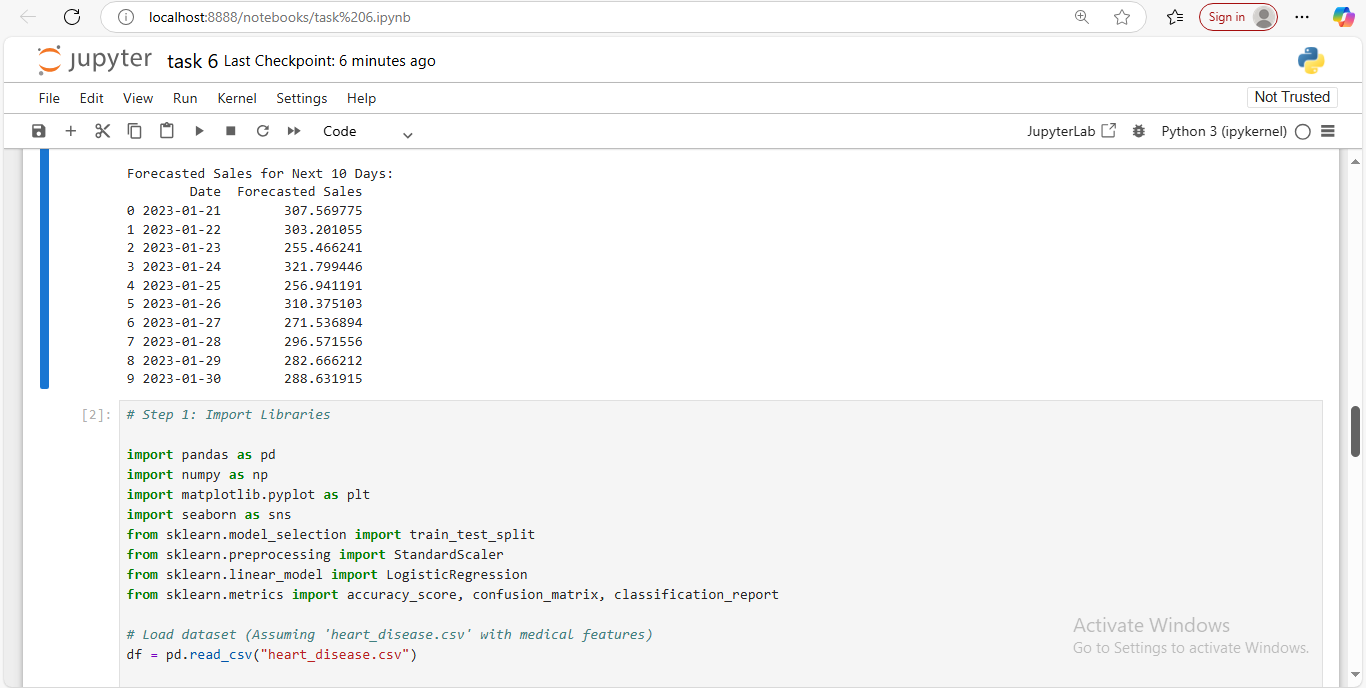 localhost:8888/notebooks/task%206.ipynb
Sign in
jupyter task 6 Last Checkpoint: 6 minutes ago
File Edit View Run Kernel Settings Help
Not Trusted
Code
JupyterLab
Python 3 (ipykernel)
Forecasted Sales for Next 10 Days:
Date Forecasted Sales
0 2023-01-21 307.569775
1 2023-01-22 303.201055
2 2023-01-23 255.466241
3 2023-01-24 321.799446
4 2023-01-25 256.941191
5 2023-01-26 310.375103
6 2023-01-27 271.536894
7 2023-01-28 296.571556
8 2023-01-29 282.666212
9 2023-01-30 288.631915
[2]: # Step 1: Import Libraries
import pandas as pd
import numpy as np
import matplotlib.pyplot as plt
import seaborn as sns
from sklearn.model_selection import train_test_split
from sklearn.preprocessing import StandardScaler
from sklearn.linear_model import LogisticRegression
from sklearn.metrics import accuracy_score, confusion_matrix, classification_report
# Load dataset (Assuming 'heart_disease.csv' with medical features)
df = pd.read_csv("heart_disease.csv")
Activate Windows
Go to Settings to activate Windows.